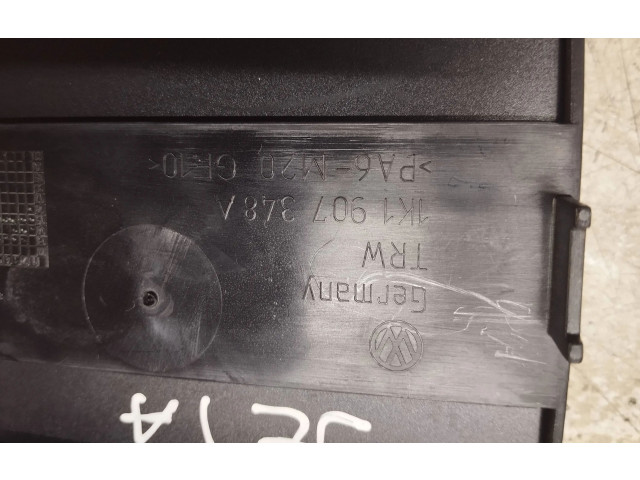 JETA
Germany
TRW
1K1 907 348 A
>PA6-M20 GF10<